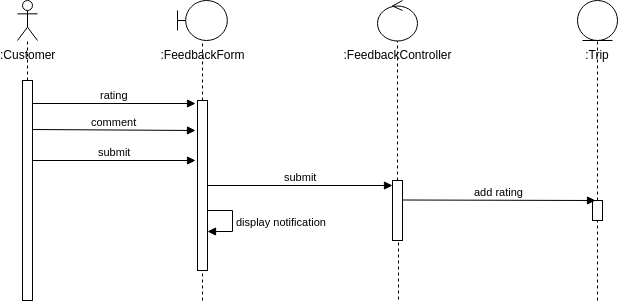 :Customer
:FeedbackForm
:FeedbackController
:Trip
rating
comment
submit
submit
add rating
display notification